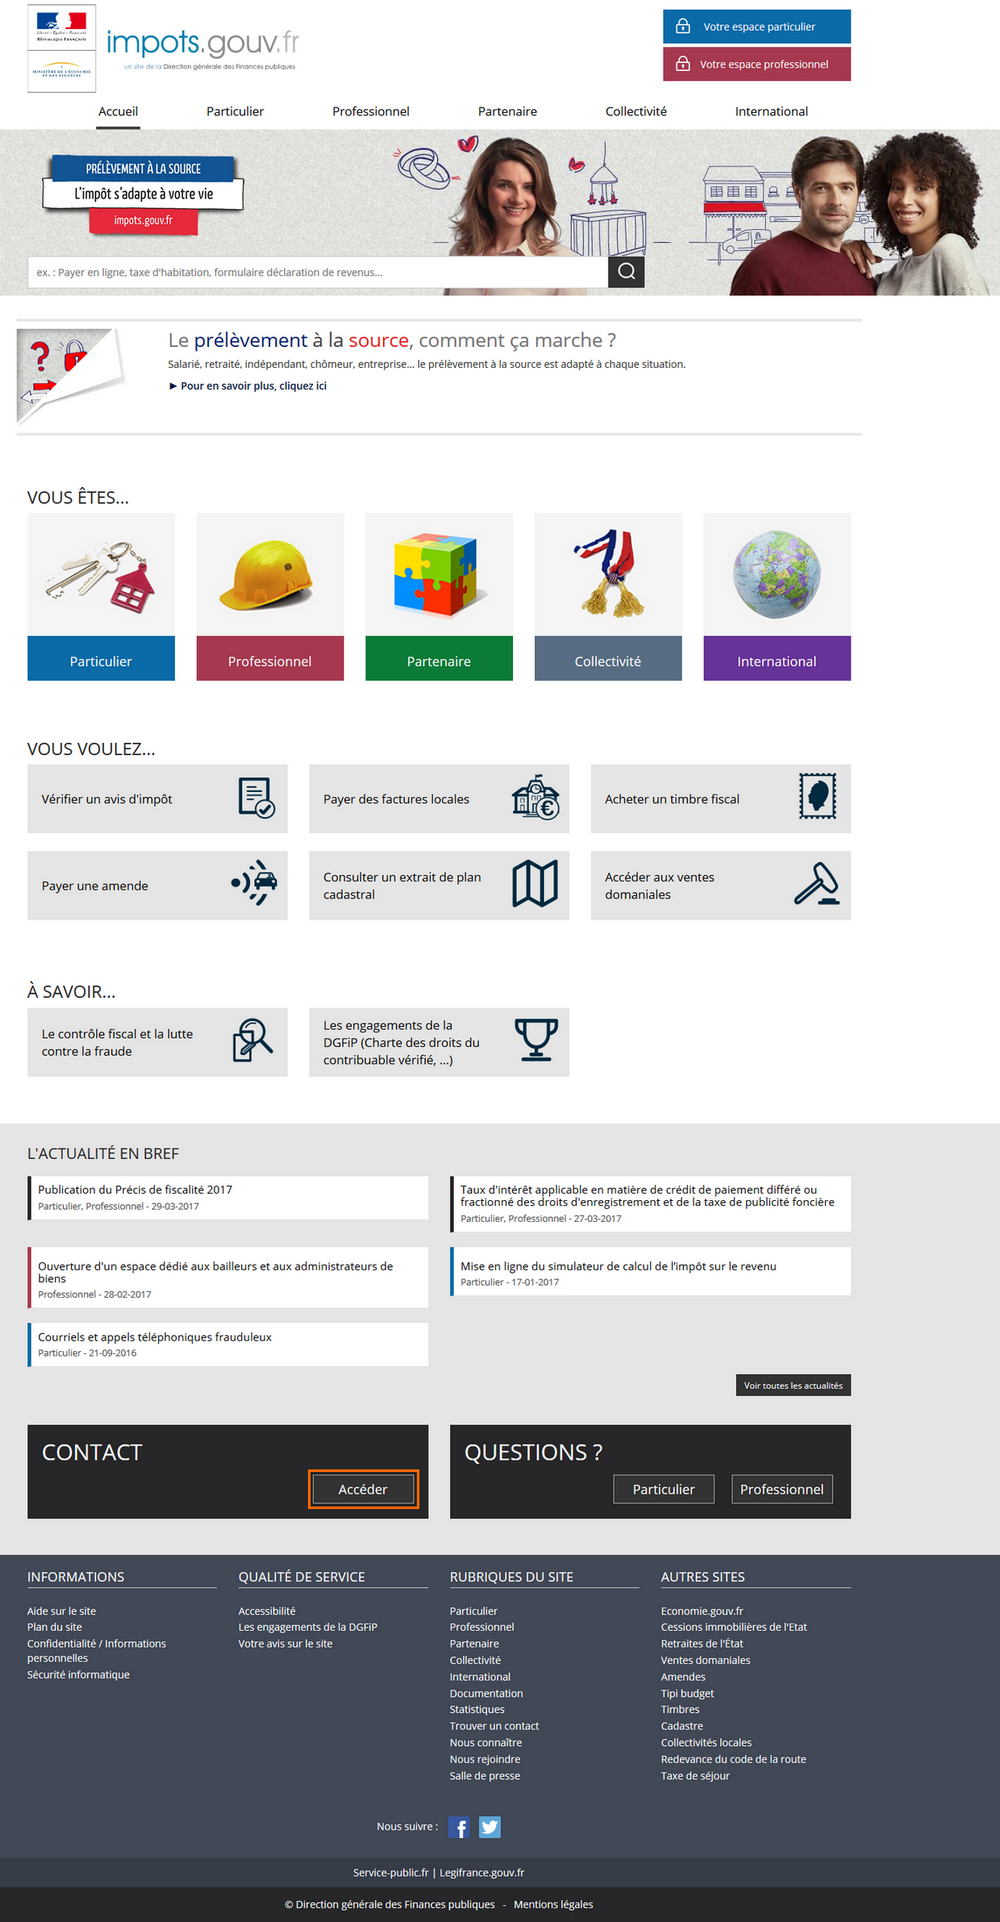 Liberté • Égalité • Fraternité
RÉPUBLIQUE FRANÇAISE
MINISTÈRE DE L'ÉCONOMIE
ET DES FINANCES
impots.gouv.fr
un site de la Direction générale des Finances publiques
Votre espace particulier
Votre espace professionnel
Accueil Particulier Professionnel Partenaire Collectivité International
PRÉLÈVEMENT À LA SOURCE
L'impôt s'adapte à votre vie
impots.gouv.fr
ex. : Payer en ligne, taxe d'habitation, formulaire déclaration de revenus...
Le prélèvement à la source, comment ça marche ?
Salarié, retraité, indépendant, chômeur, entreprise... le prélèvement à la source est adapté à chaque situation.
► Pour en savoir plus, cliquez ici
VOUS ÊTES...
Particulier Professionnel Partenaire Collectivité International
VOUS VOULEZ...
Vérifier un avis d'impôt
Payer des factures locales
Acheter un timbre fiscal
Payer une amende
Consulter un extrait de plan
cadastral
Accéder aux ventes
domaniales
À SAVOIR...
Le contrôle fiscal et la lutte
contre la fraude
Les engagements de la
DGFiP (Charte des droits du
contribuable vérifié, ...)
L'ACTUALITÉ EN BREF
Publication du Précis de fiscalité 2017
Particulier, Professionnel - 29-03-2017
Taux d'intérêt applicable en matière de crédit de paiement différé ou
fractionné des droits d'enregistrement et de la taxe de publicité foncière
Particulier, Professionnel - 27-03-2017
Ouverture d'un espace dédié aux bailleurs et aux administrateurs de
biens
Professionnel - 28-02-2017
Mise en ligne du simulateur de calcul de l’impôt sur le revenu
Particulier - 17-01-2017
Courriels et appels téléphoniques frauduleux
Particulier - 21-09-2016
Voir toutes les actualités
CONTACT
Accéder
QUESTIONS ?
Particulier Professionnel
INFORMATIONS
Aide sur le site
Plan du site
Confidentialité / Informations
personnelles
Sécurité informatique
QUALITÉ DE SERVICE
Accessibilité
Les engagements de la DGFiP
Votre avis sur le site
RUBRIQUES DU SITE
Particulier
Professionnel
Partenaire
Collectivité
International
Documentation
Statistiques
Trouver un contact
Nous connaître
Nous rejoindre
Salle de presse
AUTRES SITES
Economie.gouv.fr
Cessions immobilières de l'Etat
Retraites de l'État
Ventes domaniales
Amendes
Tipi budget
Timbres
Cadastre
Collectivités locales
Redevance du code de la route
Taxe de séjour
Nous suivre :
Service-public.fr | Legifrance.gouv.fr
© Direction générale des Finances publiques - Mentions légales